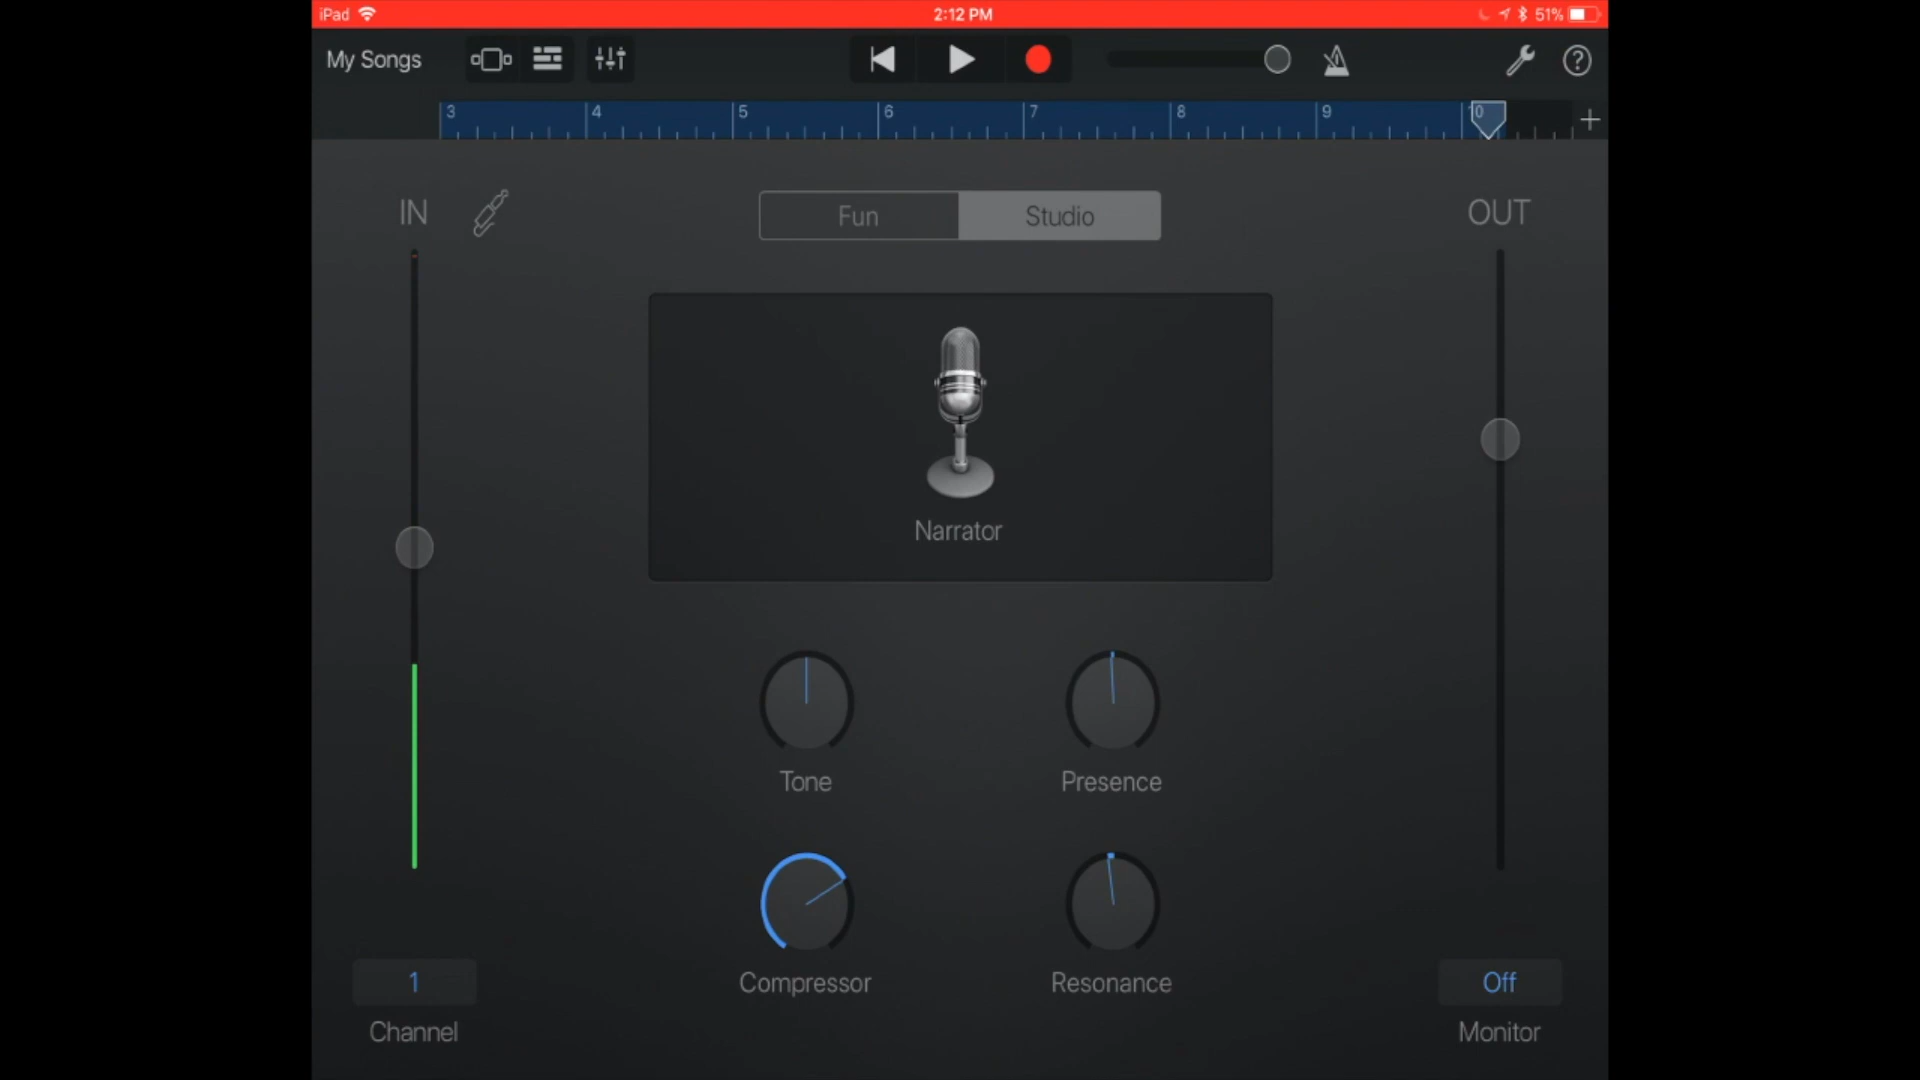 iPad 2:12 PM 51%
My Songs
3 4 5 6 7 8 9 10
IN Fun Studio OUT
Narrator
Tone Presence
Compressor Resonance
1 Off
Channel Monitor